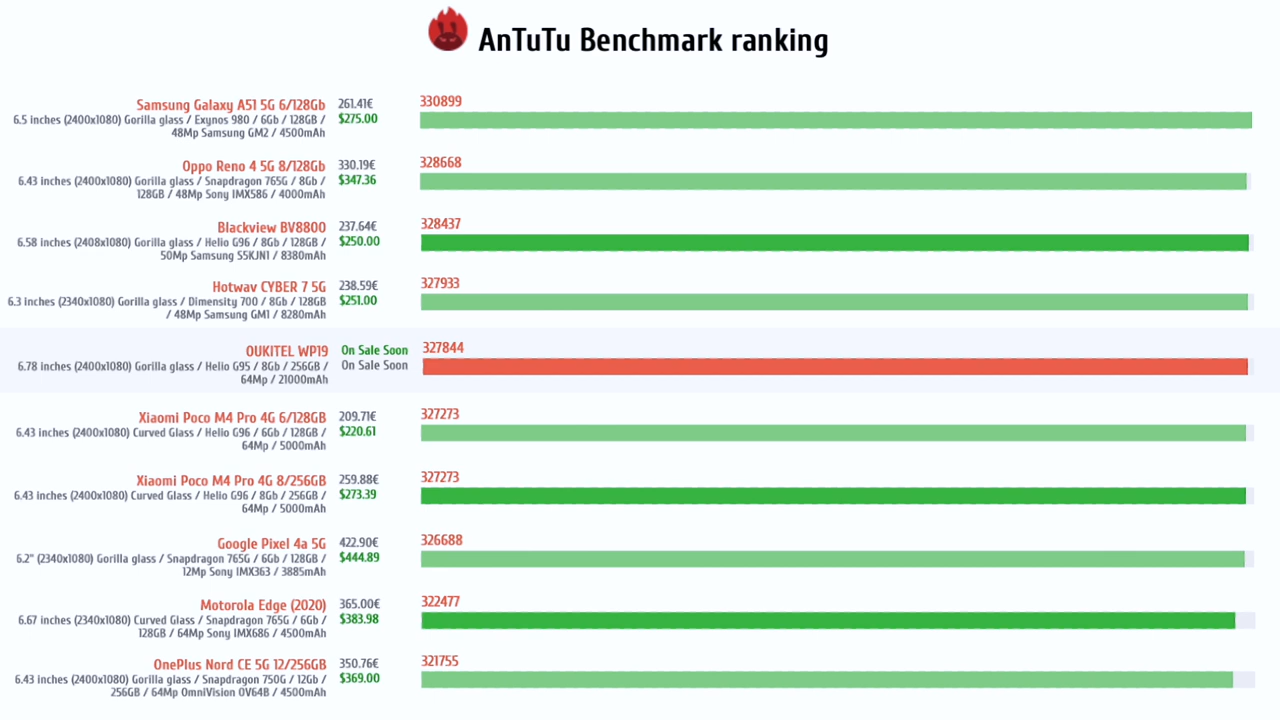 AnTuTu Benchmark ranking
Samsung Galaxy A51 5G 6/128Gb 261.41€ 330899
6.5 inches (2400x1080) Gorilla glass / Exynos 980 / 6Gb / 128GB / $275.00
48Mp Samsung GM2 / 4500mAh
Oppo Reno 4 5G 8/128Gb 330.19€ 328668
6.43 inches (2400x1080) Gorilla glass / Snapdragon 765G / 8Gb / $347.36
128GB / 48Mp Sony IMX586 / 4000mAh
Blackview BV8800 237.64€ 328437
6.58 inches (2408x1080) Gorilla glass / Helio G96 / 8Gb / 128GB / $250.00
50Mp Samsung S5KJN1 / 8380mAh
Hotwav CYBER 7 5G 238.59€ 327933
6.3 inches (2340x1080) Gorilla glass / Dimensity 700 / 8Gb / 128GB $251.00
/ 48Mp Samsung GM1 / 8280mAh
OUKITEL WP19 On Sale Soon 327844
6.78 inches (2400x1080) Gorilla glass / Helio G95 / 8Gb / 256GB / On Sale Soon
64Mp / 21000mAh
Xiaomi Poco M4 Pro 4G 6/128GB 209.71€ 327273
6.43 inches (2400x1080) Curved Glass / Helio G96 / 6Gb / 128GB / $220.61
64Mp / 5000mAh
Xiaomi Poco M4 Pro 4G 8/256GB 259.88€ 327273
6.43 inches (2400x1080) Curved Glass / Helio G96 / 8Gb / 256GB / $273.39
64Mp / 5000mAh
Google Pixel 4a 5G 422.90€ 326688
6.2" (2340x1080) Gorilla glass / Snapdragon 765G / 6Gb / 128GB / $444.89
12Mp Sony IMX363 / 3885mAh
Motorola Edge (2020) 365.00€ 322477
6.67 inches (2340x1080) Curved Glass / Snapdragon 765G / 6Gb / $383.98
128GB / 64Mp Sony IMX686 / 4500mAh
OnePlus Nord CE 5G 12/256GB 350.76€ 321755
6.43 inches (2400x1080) Gorilla glass / Snapdragon 750G / 12Gb / $369.00
256GB / 64Mp OmniVision OV64B / 4500mAh